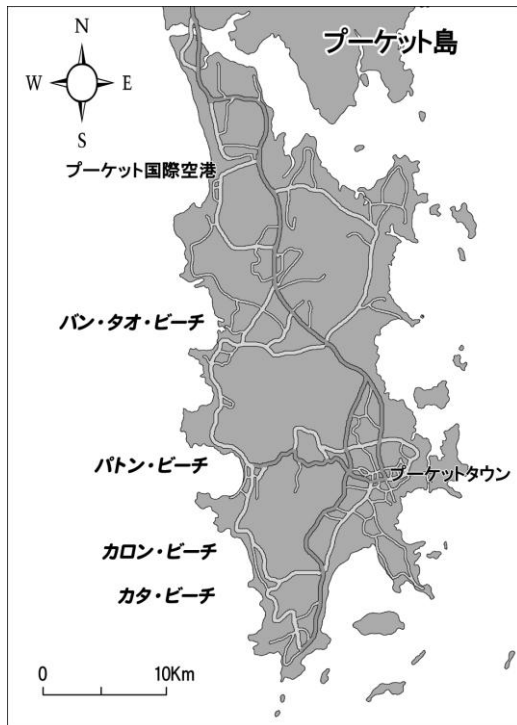 プーケット島
N
W
E
S
プーケット国際空港
バン・タオ・ビーチ
パトン・ビーチ
プーケットタウン
カロン・ビーチ
カタ・ビーチ
0
10Km